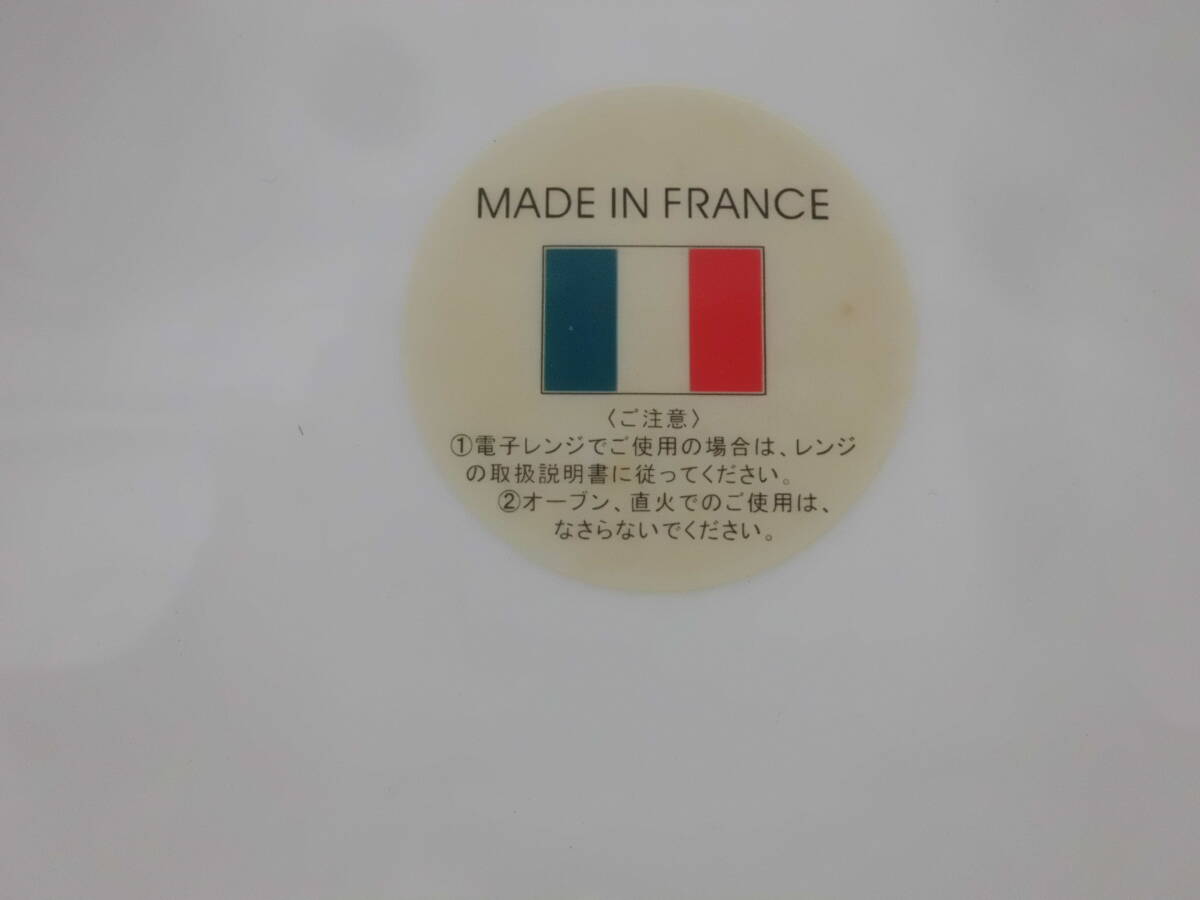 MADE IN FRANCE
〈ご注意〉
①電子レンジでご使用の場合は、レンジ
の取扱説明書に従ってください。
②オーブン、直火でのご使用は、
なさらないでください。